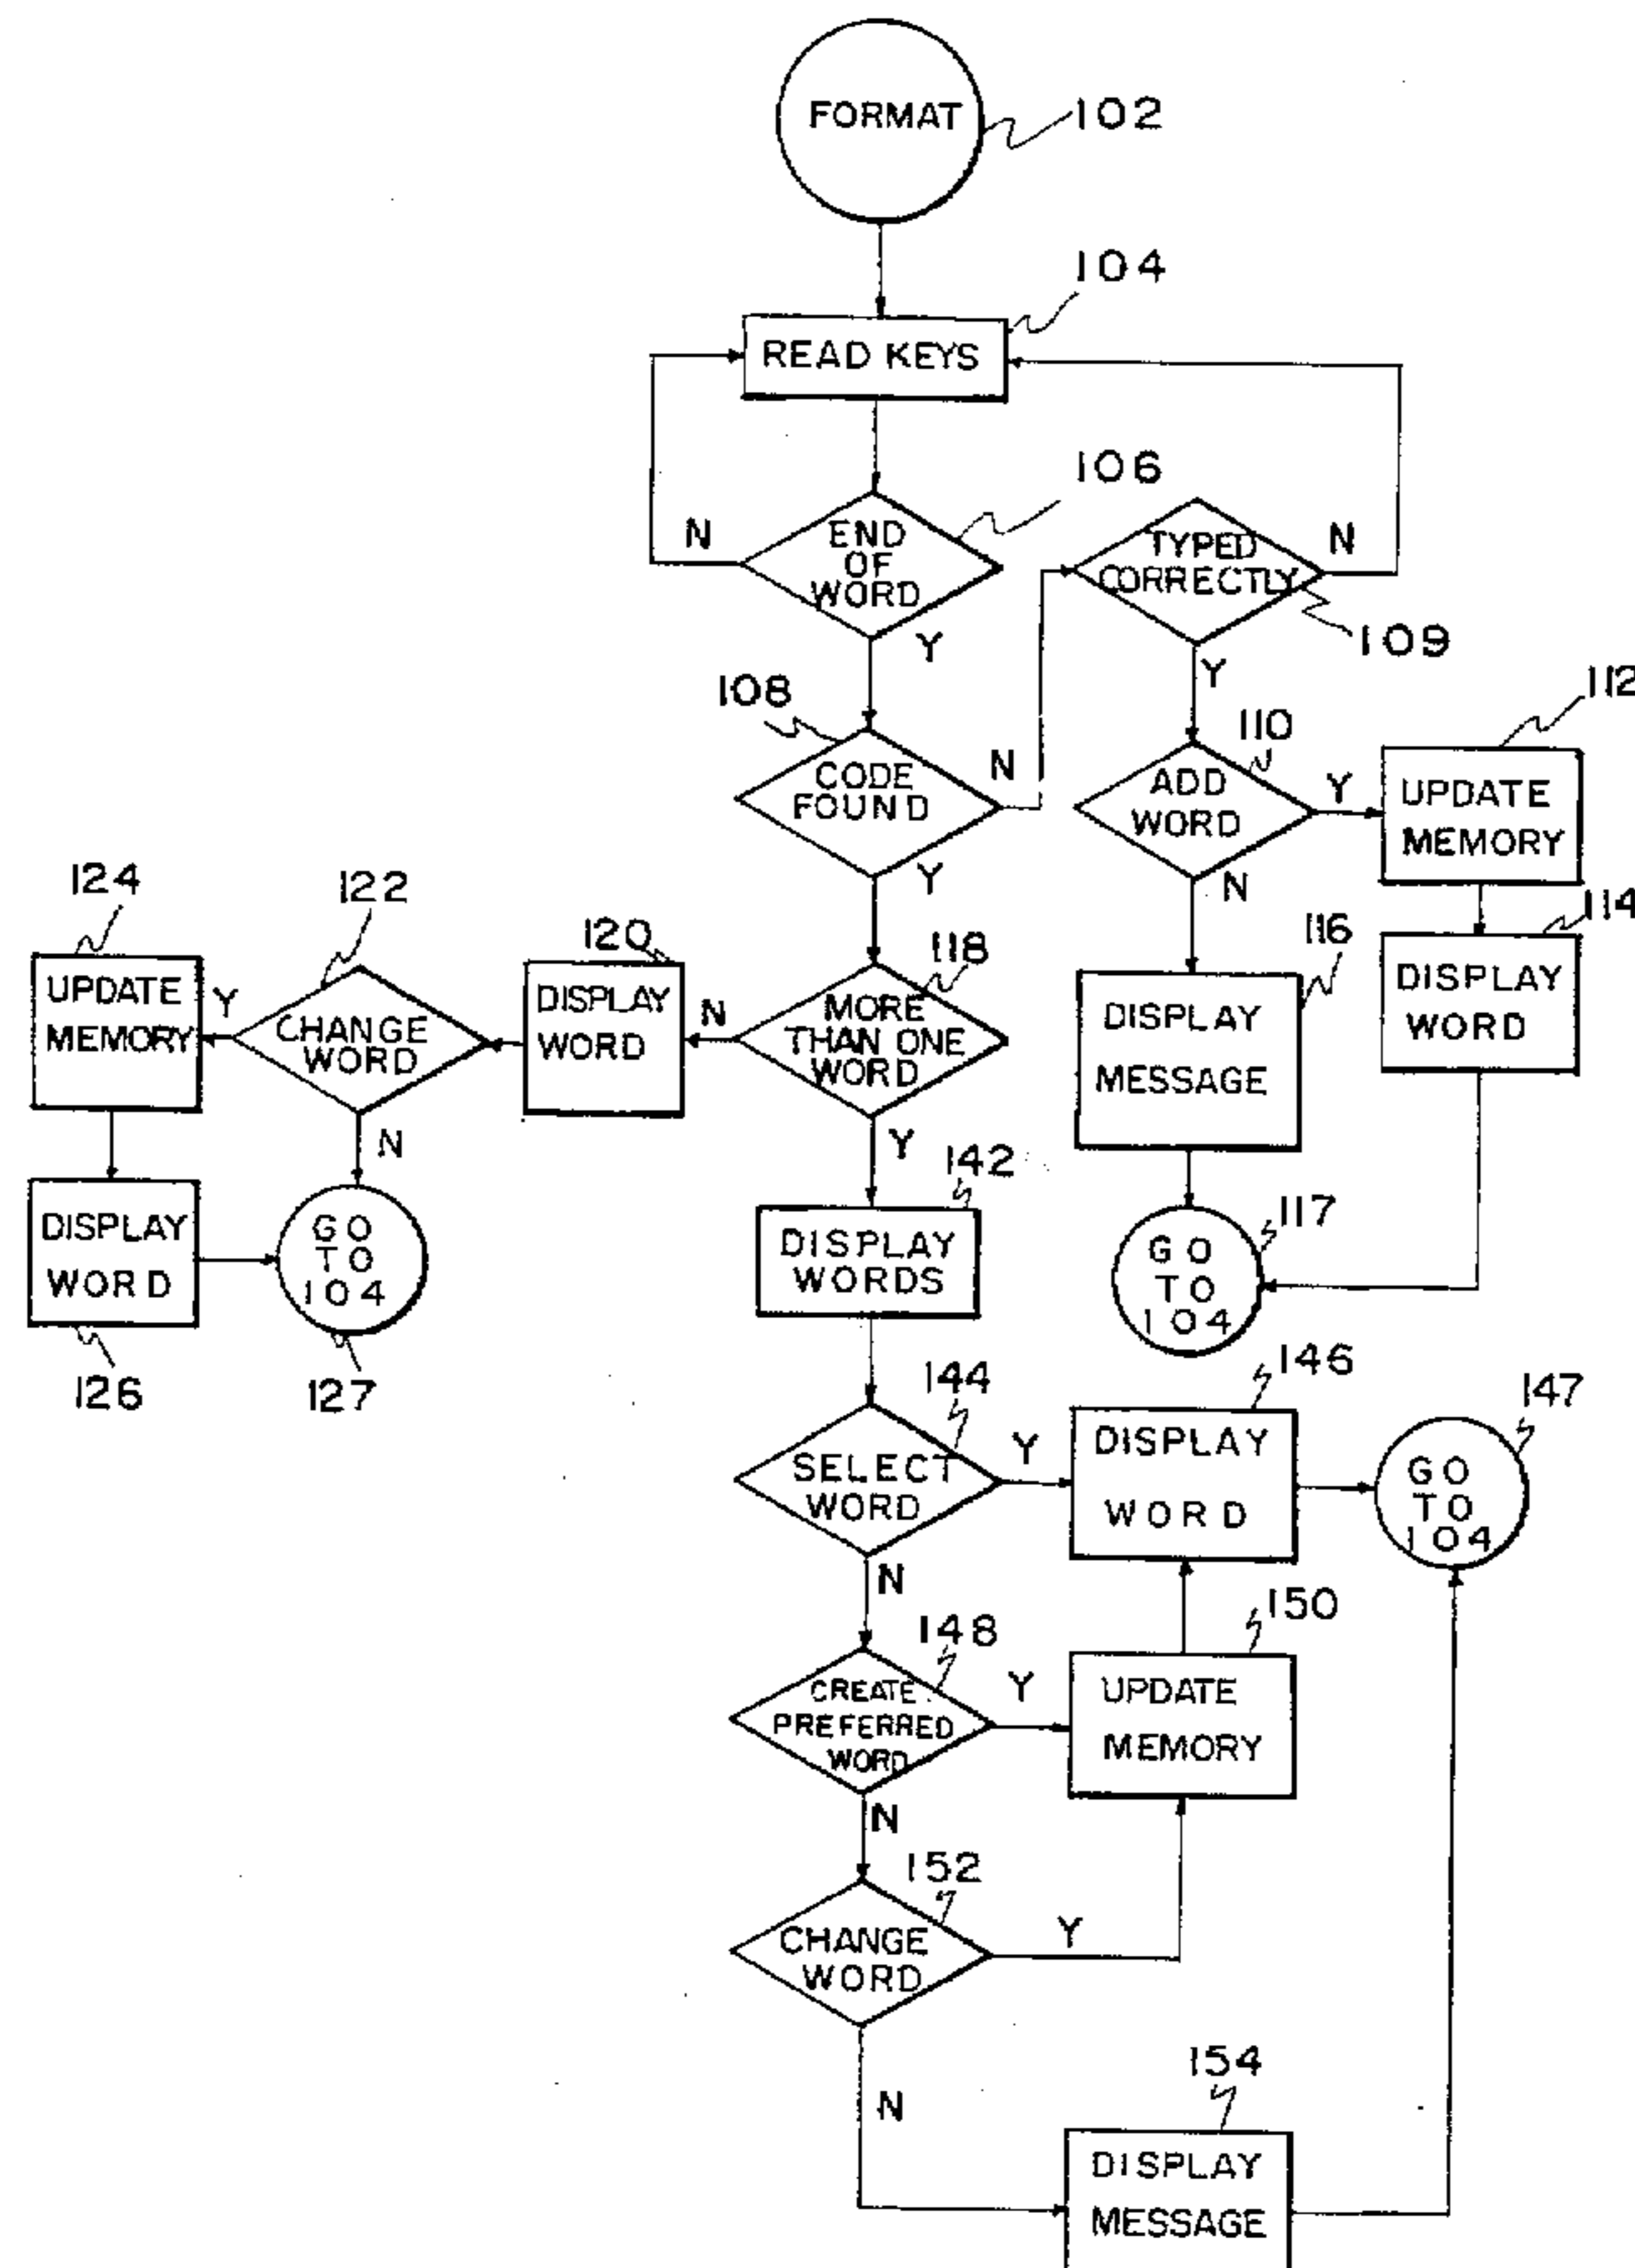 FORMAT
102
104
READ KEYS
106
END
OF
WORD
N
Y
TYPED
CORRECTLY
N
109
Y
108
CODE
FOUND
N
Y
110
ADD
WORD
Y
N
112
UPDATE
MEMORY
114
DISPLAY
WORD
116
DISPLAY
MESSAGE
117
GO
TO
104
118
MORE
THAN ONE
WORD
N
Y
120
DISPLAY
WORD
122
CHANGE
WORD
Y
N
124
UPDATE
MEMORY
DISPLAY
WORD
126
GO
TO
104
127
142
DISPLAY
WORDS
144
SELECT
WORD
Y
N
146
DISPLAY
WORD
147
GO
TO
104
148
CREATE
PREFERRED
WORD
Y
N
150
UPDATE
MEMORY
152
CHANGE
WORD
Y
N
154
DISPLAY
MESSAGE